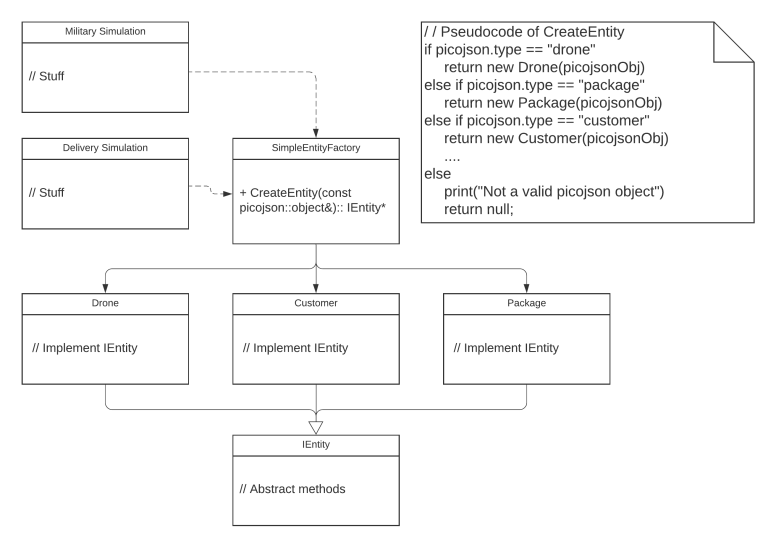 Military Simulation
// Stuff
Delivery Simulation
// Stuff
SimpleEntityFactory
+ CreateEntity(const
picojson::object&):: IEntity*
/ / Pseudocode of CreateEntity
if picojson.type == "drone"
return new Drone(picojsonObj)
else if picojson.type == "package"
return new Package(picojsonObj)
else if picojson.type == "customer"
return new Customer(picojsonObj)
....
else
print("Not a valid picojson object")
return null;
Drone
// Implement IEntity
Customer
// Implement IEntity
Package
// Implement IEntity
IEntity
// Abstract methods